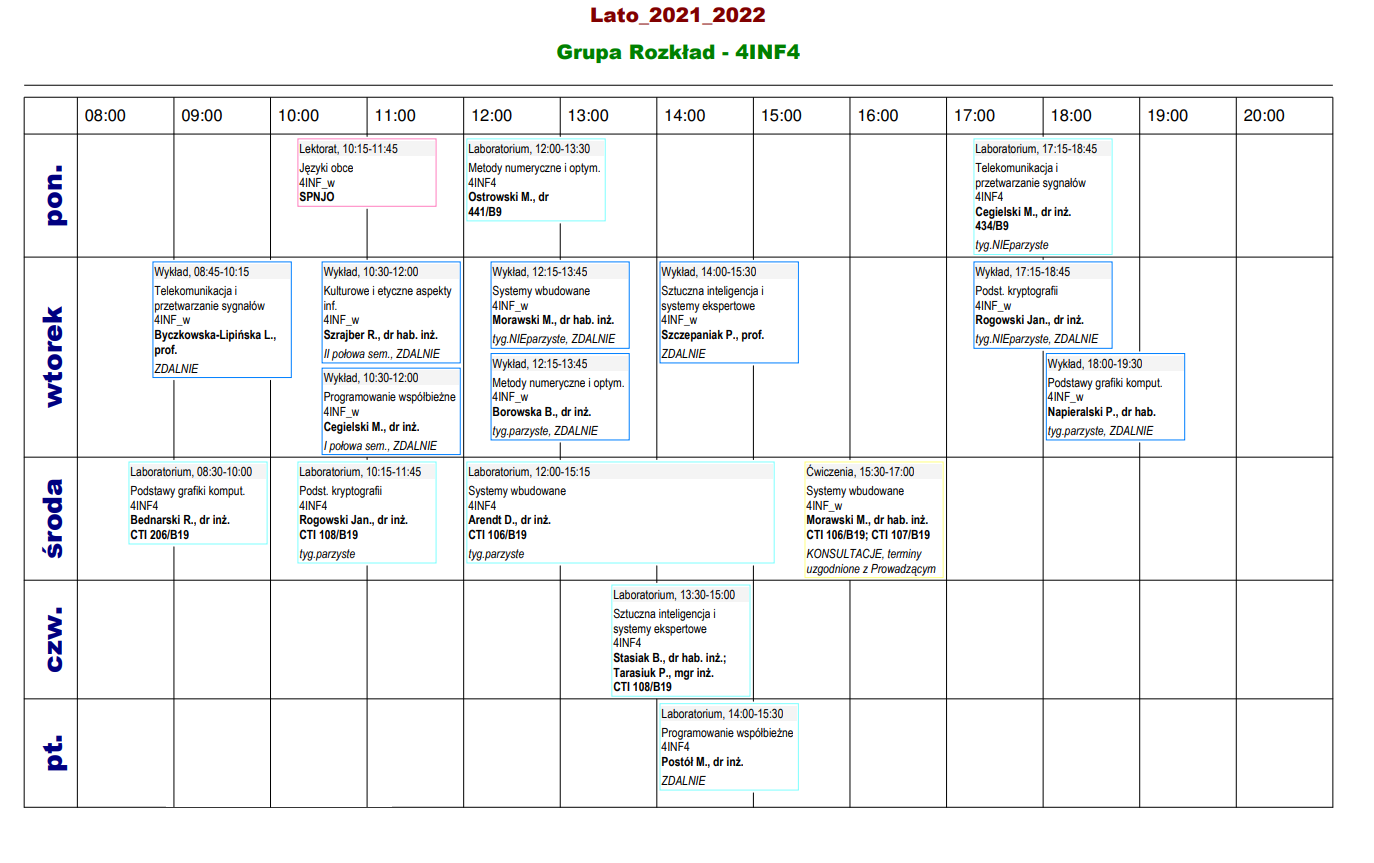 Lato_2021_2022
Grupa Rozkład - 4INF4
08:00 09:00 10:00 11:00 12:00 13:00 14:00 15:00 16:00 17:00 18:00 19:00 20:00
pon.
Lektorat, 10:15-11:45
Języki obce
4INF_w
SPNJO
Laboratorium, 12:00-13:30
Metody numeryczne i optym.
4INF4
Ostrowski M., dr
441/B9
Laboratorium, 17:15-18:45
Telekomunikacja i
przetwarzanie sygnałów
4INF4
Cegielski M., dr inż.
434/B9
tyg.NIEparzyste
wtorek
Wykład, 08:45-10:15
Telekomunikacja i
przetwarzanie sygnałów
4INF_w
Byczkowska-Lipińska L.,
prof.
ZDALNIE
Wykład, 10:30-12:00
Kulturowe i etyczne aspekty
inf.
4INF_w
Szrajber R., dr hab. inż.
II połowa sem., ZDALNIE
Wykład, 10:30-12:00
Programowanie współbieżne
4INF_w
Cegielski M., dr inż.
I połowa sem., ZDALNIE
Wykład, 12:15-13:45
Systemy wbudowane
4INF_w
Morawski M., dr hab. inż.
tyg.NIEparzyste, ZDALNIE
Wykład, 12:15-13:45
Metody numeryczne i optym.
4INF_w
Borowska B., dr inż.
tyg.parzyste, ZDALNIE
Wykład, 14:00-15:30
Sztuczna inteligencja i
systemy ekspertowe
4INF_w
Szczepaniak P., prof.
ZDALNIE
Wykład, 17:15-18:45
Podst. kryptografii
4INF_w
Rogowski Jan., dr inż.
tyg.NIEparzyste, ZDALNIE
Wykład, 18:00-19:30
Podstawy grafiki komput.
4INF_w
Napieralski P., dr hab.
tyg.parzyste, ZDALNIE
środa
Laboratorium, 08:30-10:00
Podstawy grafiki komput.
4INF4
Bednarski R., dr inż.
CTI 206/B19
Laboratorium, 10:15-11:45
Podst. kryptografii
4INF4
Rogowski Jan., dr inż.
CTI 108/B19
tyg.parzyste
Laboratorium, 12:00-15:15
Systemy wbudowane
4INF4
Arendt D., dr inż.
CTI 106/B19
tyg.parzyste
Ćwiczenia, 15:30-17:00
Systemy wbudowane
4INF_w
Morawski M., dr hab. inż.
CTI 106/B19; CTI 107/B19
KONSULTACJE, terminy
uzgodnione z Prowadzącym
czw.
Laboratorium, 13:30-15:00
Sztuczna inteligencja i
systemy ekspertowe
4INF4
Stasiak B., dr hab. inż.;
Tarasiuk P., mgr inż.
CTI 108/B19
pt.
Laboratorium, 14:00-15:30
Programowanie współbieżne
4INF4
Postół M., dr inż.
ZDALNIE